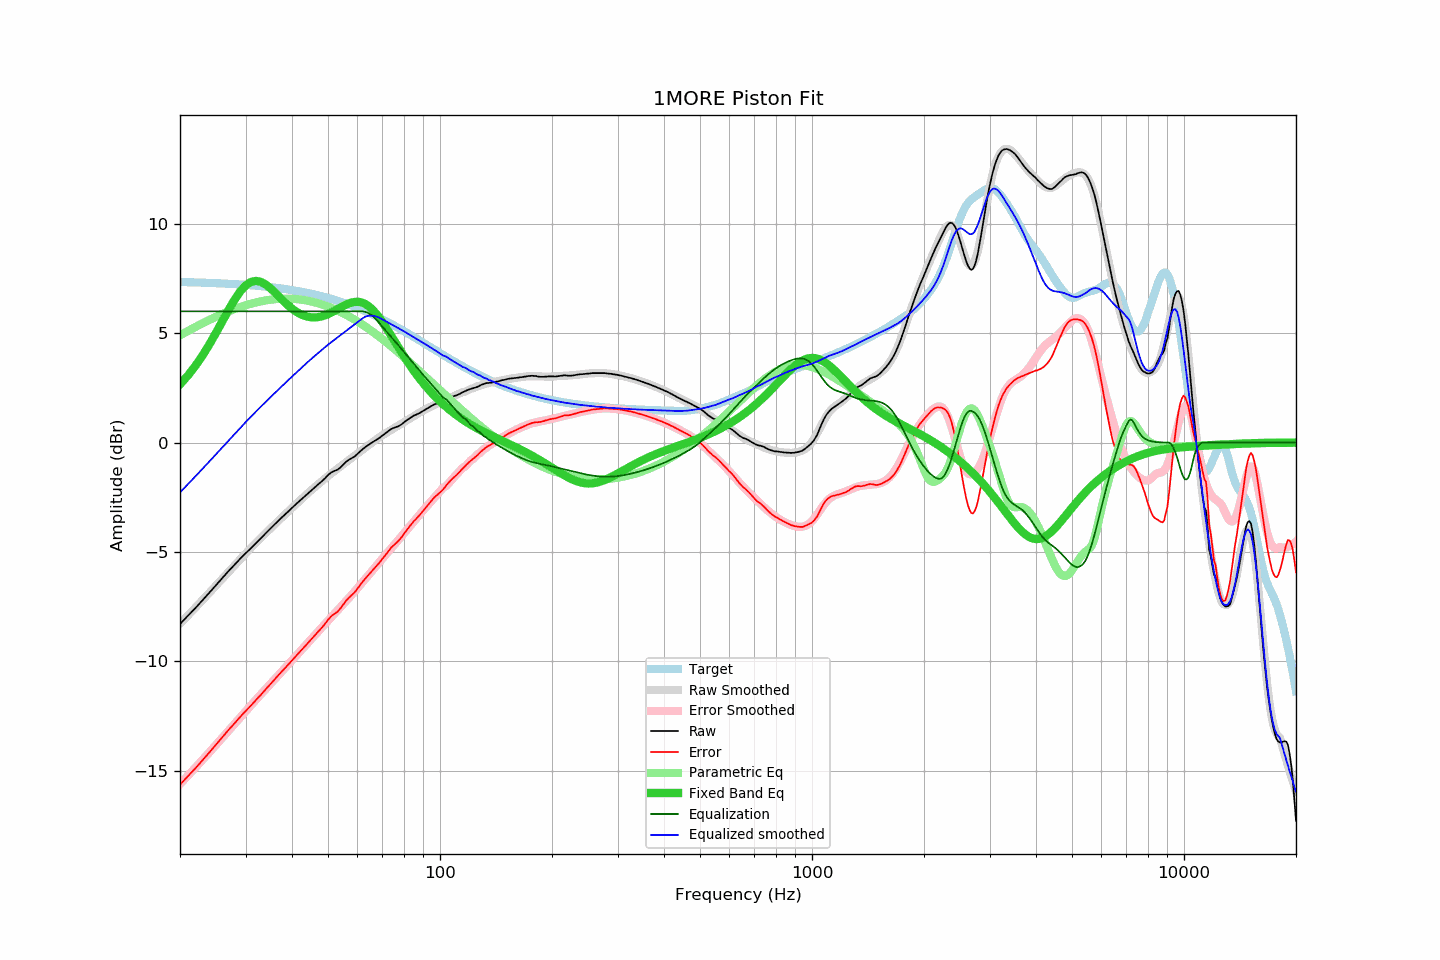 1MORE Piston Fit
10
5
0
−5
−10
−15
Amplitude (dBr)
Target
Raw Smoothed
Error Smoothed
Raw
Error
Parametric Eq
Fixed Band Eq
Equalization
Equalized smoothed
100
1000
10000
Frequency (Hz)